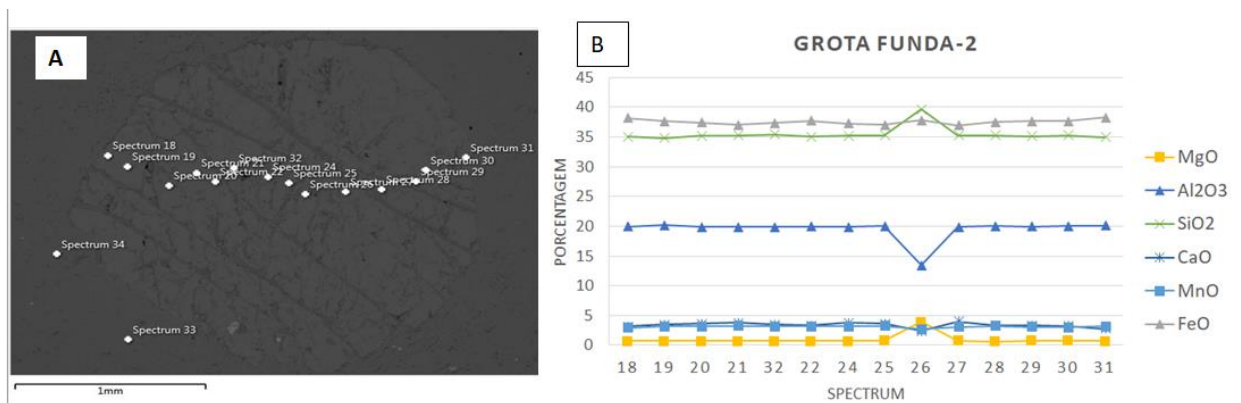 A
Spectrum 18
Spectrum 19
Spectrum 20
Spectrum 21
Spectrum 22
Spectrum 32
Spectrum 24
Spectrum 25
Spectrum 26
Spectrum 27
Spectrum 28
Spectrum 29
Spectrum 30
Spectrum 31
Spectrum 34
Spectrum 33
1mm
B
GROTA FUNDA-2
PORCENTAGEM
45
40
35
30
25
20
15
10
5
0
18 19 20 21 32 22 24 25 26 27 28 29 30 31
SPECTRUM
MgO
Al2O3
SiO2
CaO
MnO
FeO